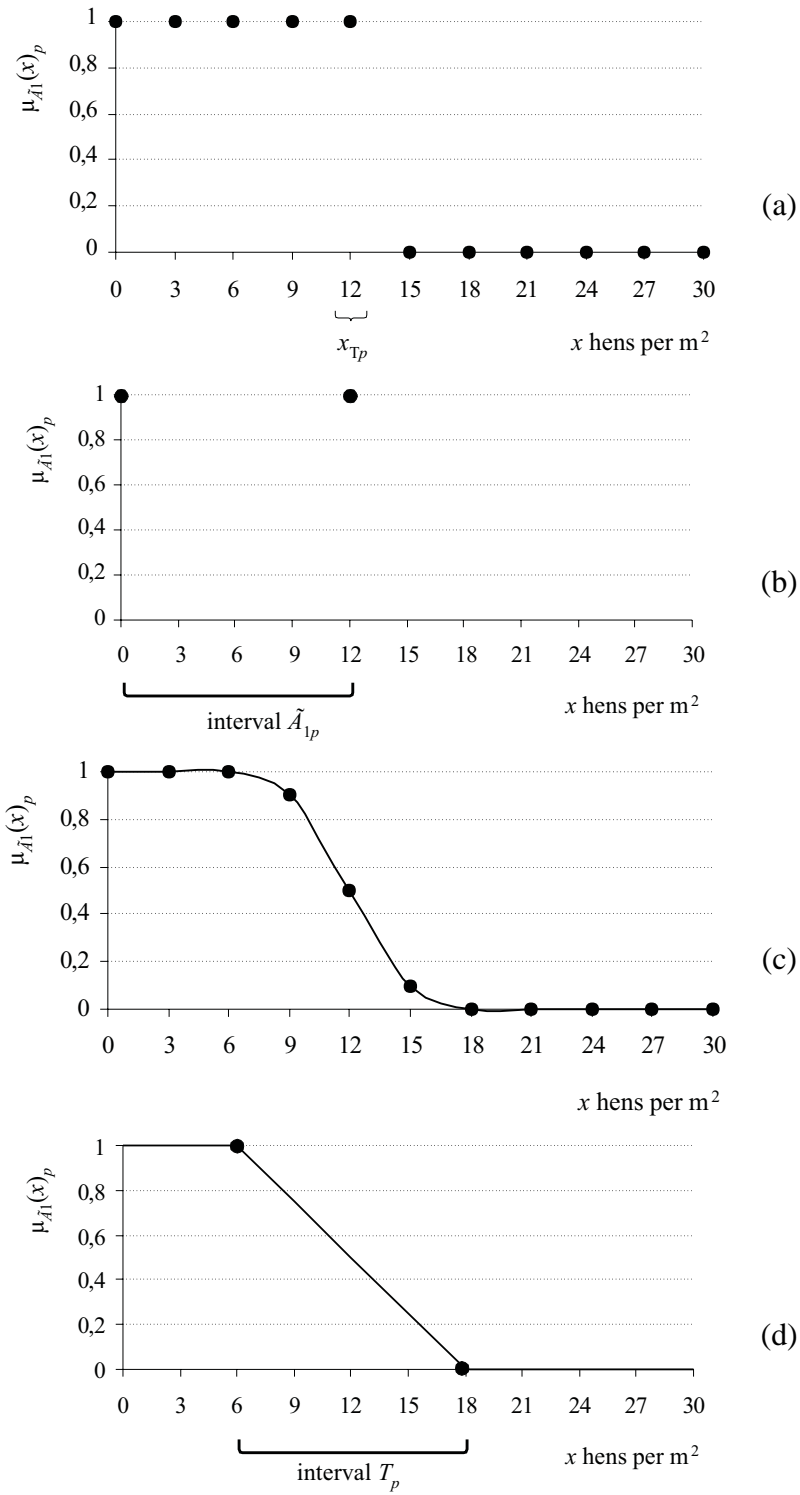 1
0,8
0,6
0,4
0,2
0
μÃ1(x)p
(a)
0 3 6 9 12 15 18 21 24 27 30
xTp
x hens per m²
1
0,8
0,6
0,4
0,2
0
μÃ1(x)p
(b)
0 3 6 9 12 15 18 21 24 27 30
x hens per m²
interval Ã1p
1
0,8
0,6
0,4
0,2
0
μÃ1(x)p
(c)
0 3 6 9 12 15 18 21 24 27 30
x hens per m²
1
0,8
0,6
0,4
0,2
0
μÃ1(x)p
(d)
0 3 6 9 12 15 18 21 24 27 30
x hens per m²
interval Tp